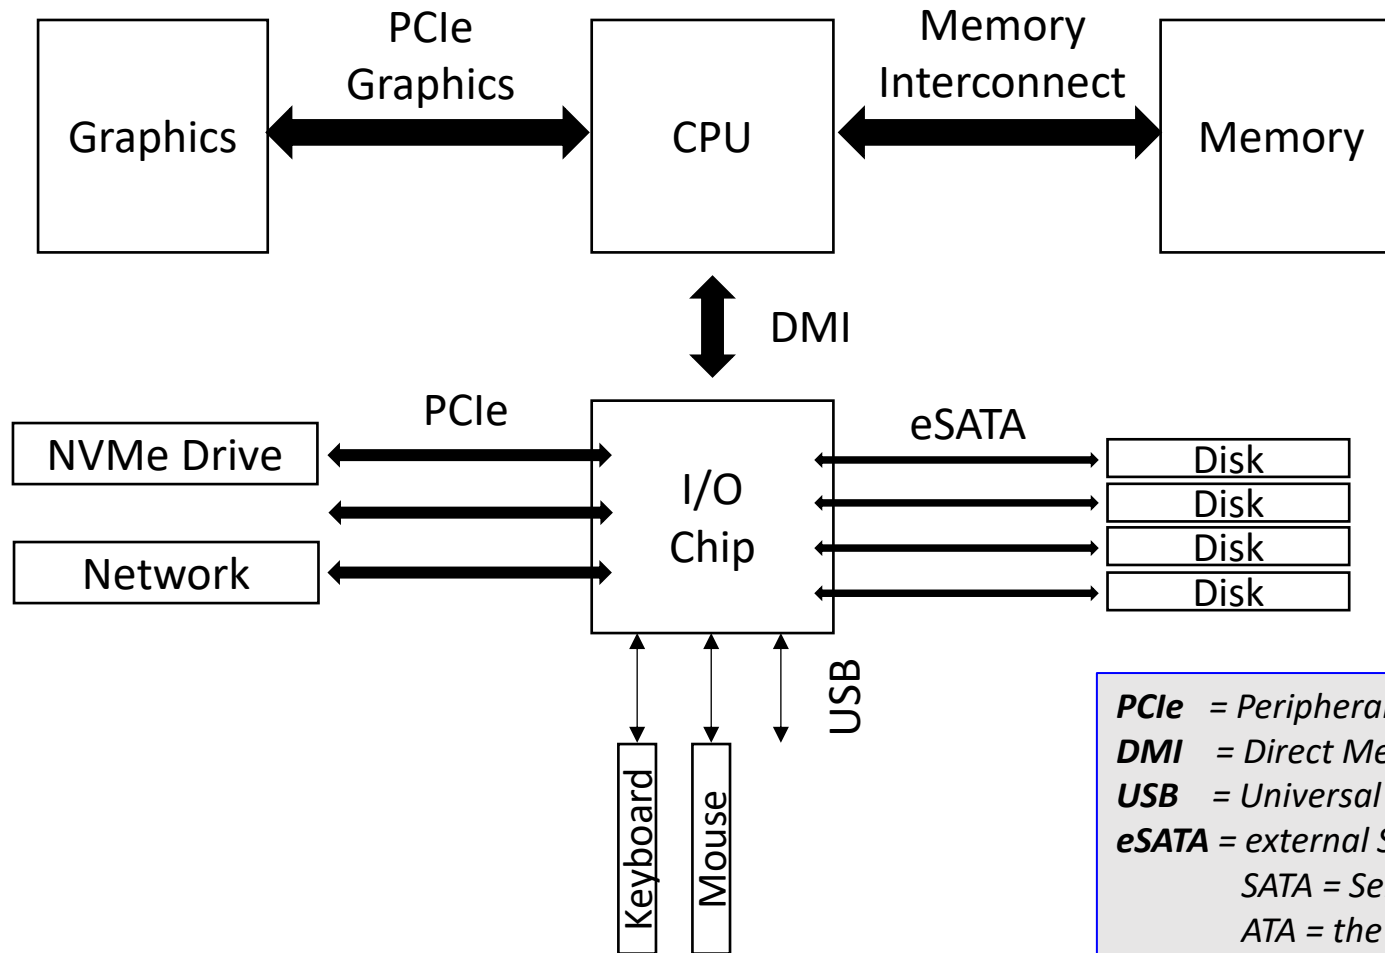 PCIe
Graphics
Memory
Interconnect
Graphics
CPU
Memory
DMI
PCIe
eSATA
NVMe Drive
I/O
Chip
Network
Disk
Disk
Disk
Disk
USB
Keyboard
Mouse
PCIe = Peripheral
DMI = Direct Me
USB = Universal
eSATA = external S
SATA = Se
ATA = the